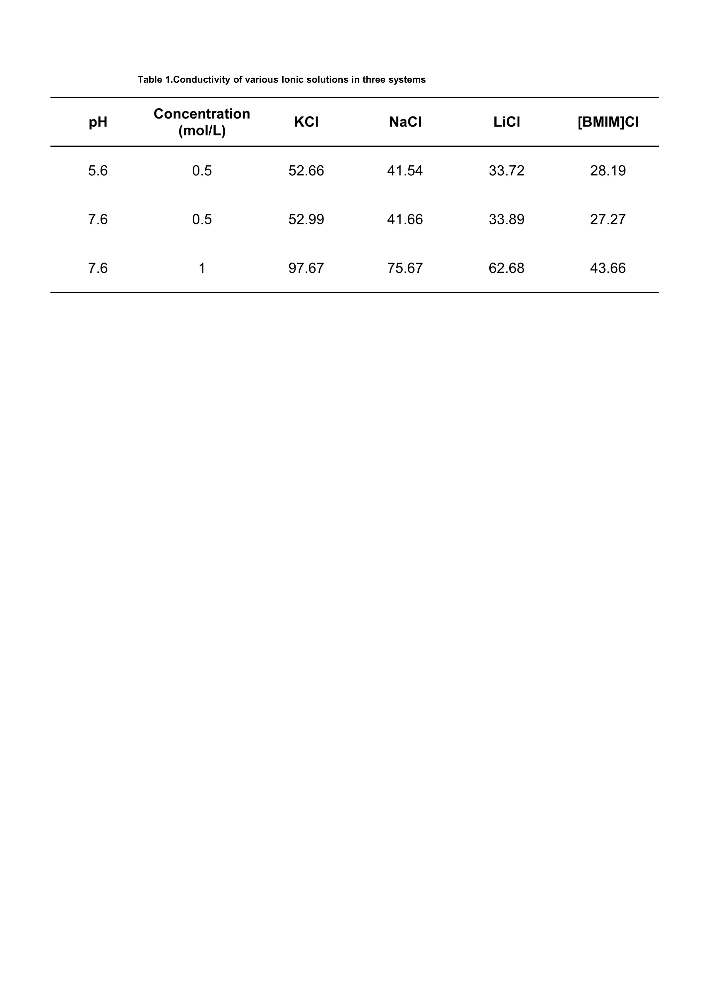 Table 1.Conductivity of various Ionic solutions in three systems
pH Concentration (mol/L) KCl NaCl LiCl [BMIM]Cl
5.6 0.5 52.66 41.54 33.72 28.19
7.6 0.5 52.99 41.66 33.89 27.27
7.6 1 97.67 75.67 62.68 43.66